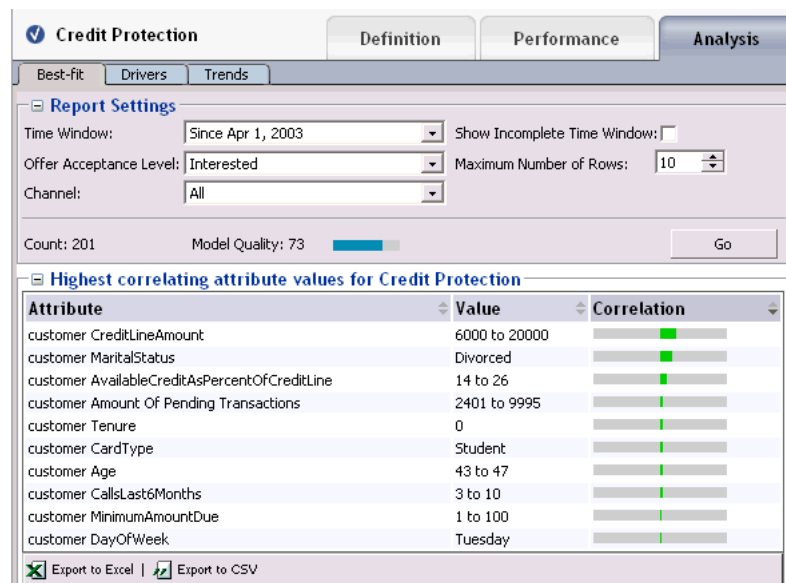 Credit Protection
Definition
Performance
Analysis
Best-fit
Drivers
Trends
Report Settings
Time Window: Since Apr 1, 2003 Show Incomplete Time Window:
Offer Acceptance Level: Interested Maximum Number of Rows: 10
Channel: All
Count: 201 Model Quality: 73 Go
Highest correlating attribute values for Credit Protection
Attribute Value Correlation
customer CreditLineAmount 6000 to 20000
customer MaritalStatus Divorced
customer AvailableCreditAsPercentOfCreditLine 14 to 26
customer Amount Of Pending Transactions 2401 to 9995
customer Tenure 0
customer CardType Student
customer Age 43 to 47
customer CallsLast6Months 3 to 10
customer MinimumAmountDue 1 to 100
customer DayOfWeek Tuesday
Export to Excel | Export to CSV